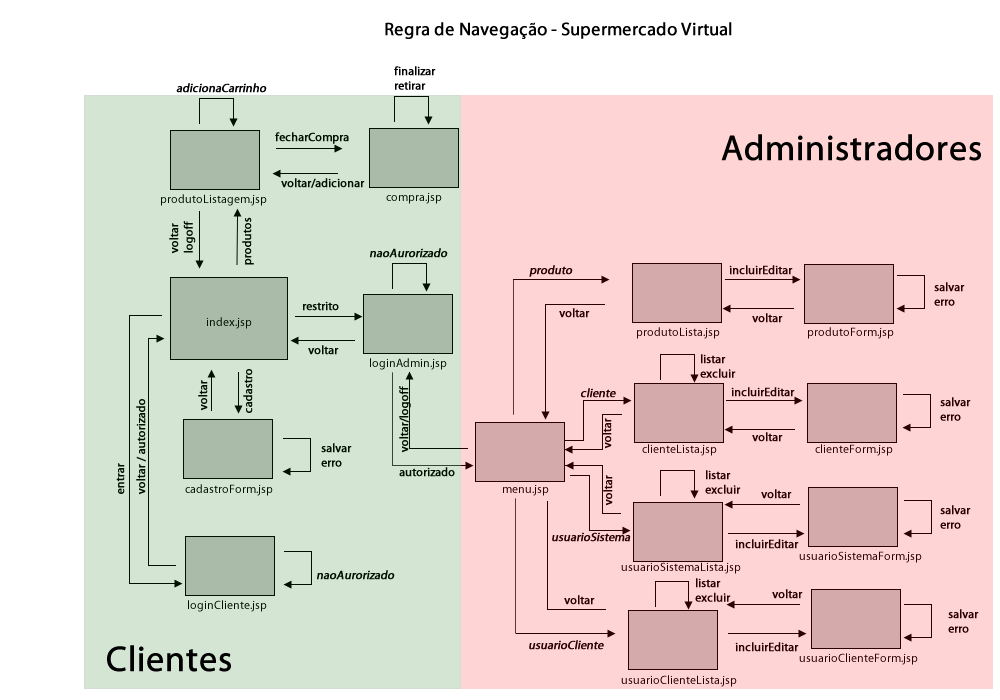 Regra de Navegação - Supermercado Virtual
finalizar
retirar
adicionaCarrinho
fecharCompra
voltar/adicionar
produtoListagem.jsp
compra.jsp
Administradores
voltar
logoff
produtos
naoAurorizado
index.jsp
restrito
voltar
loginAdmin.jsp
produto
voltar
produtoLista.jsp
incluirEditar
voltar
produtoForm.jsp
salvar
erro
voltar
cadastro
voltar/logoff
cadastroForm.jsp
salvar
erro
autorizado
menu.jsp
cliente
voltar
listar
excluir
clienteLista.jsp
incluirEditar
voltar
clienteForm.jsp
salvar
erro
entrar
voltar / autorizado
loginCliente.jsp
naoAurorizado
voltar
usuarioSistema
listar
excluir
usuarioSistemaLista.jsp
voltar
incluirEditar
usuarioSistemaForm.jsp
salvar
erro
voltar
usuarioCliente
listar
excluir
usuarioClienteLista.jsp
voltar
incluirEditar
usuarioClienteForm.jsp
salvar
erro
Clientes